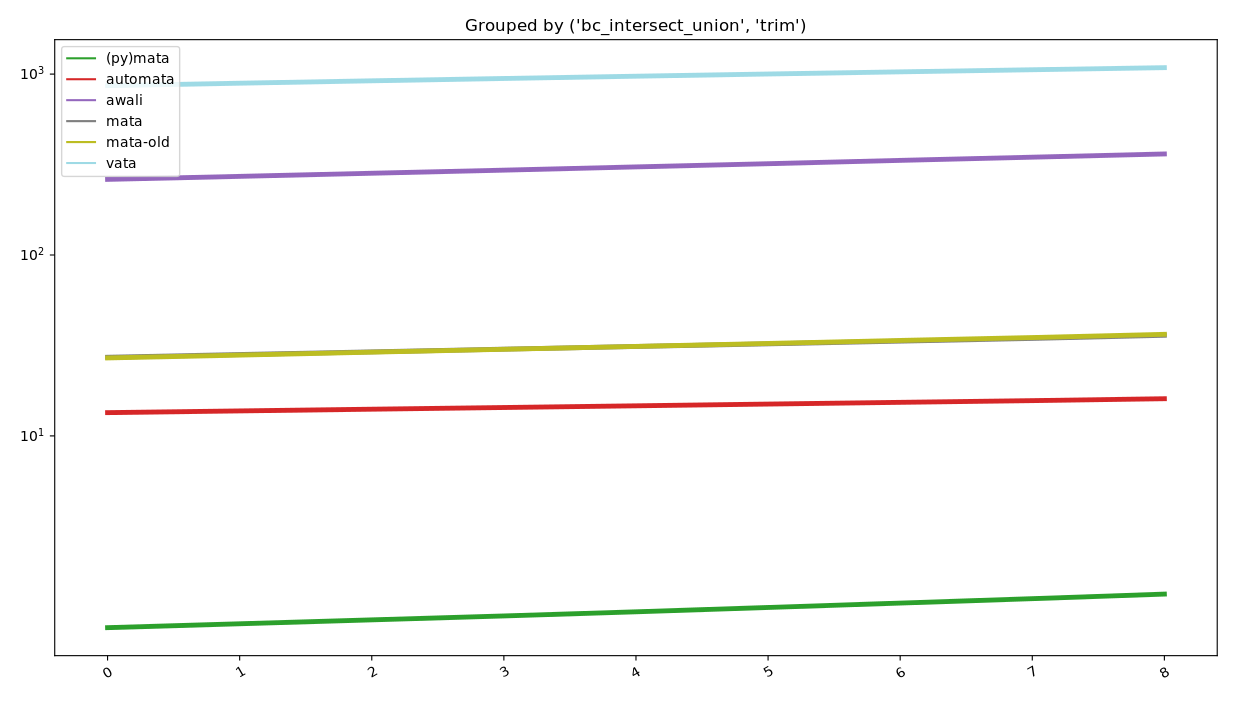 Grouped by ('bc_intersect_union', 'trim')
(py)mata
automata
awali
mata
mata-old
vata
10³
10²
10¹
0 1 2 3 4 5 6 7 8